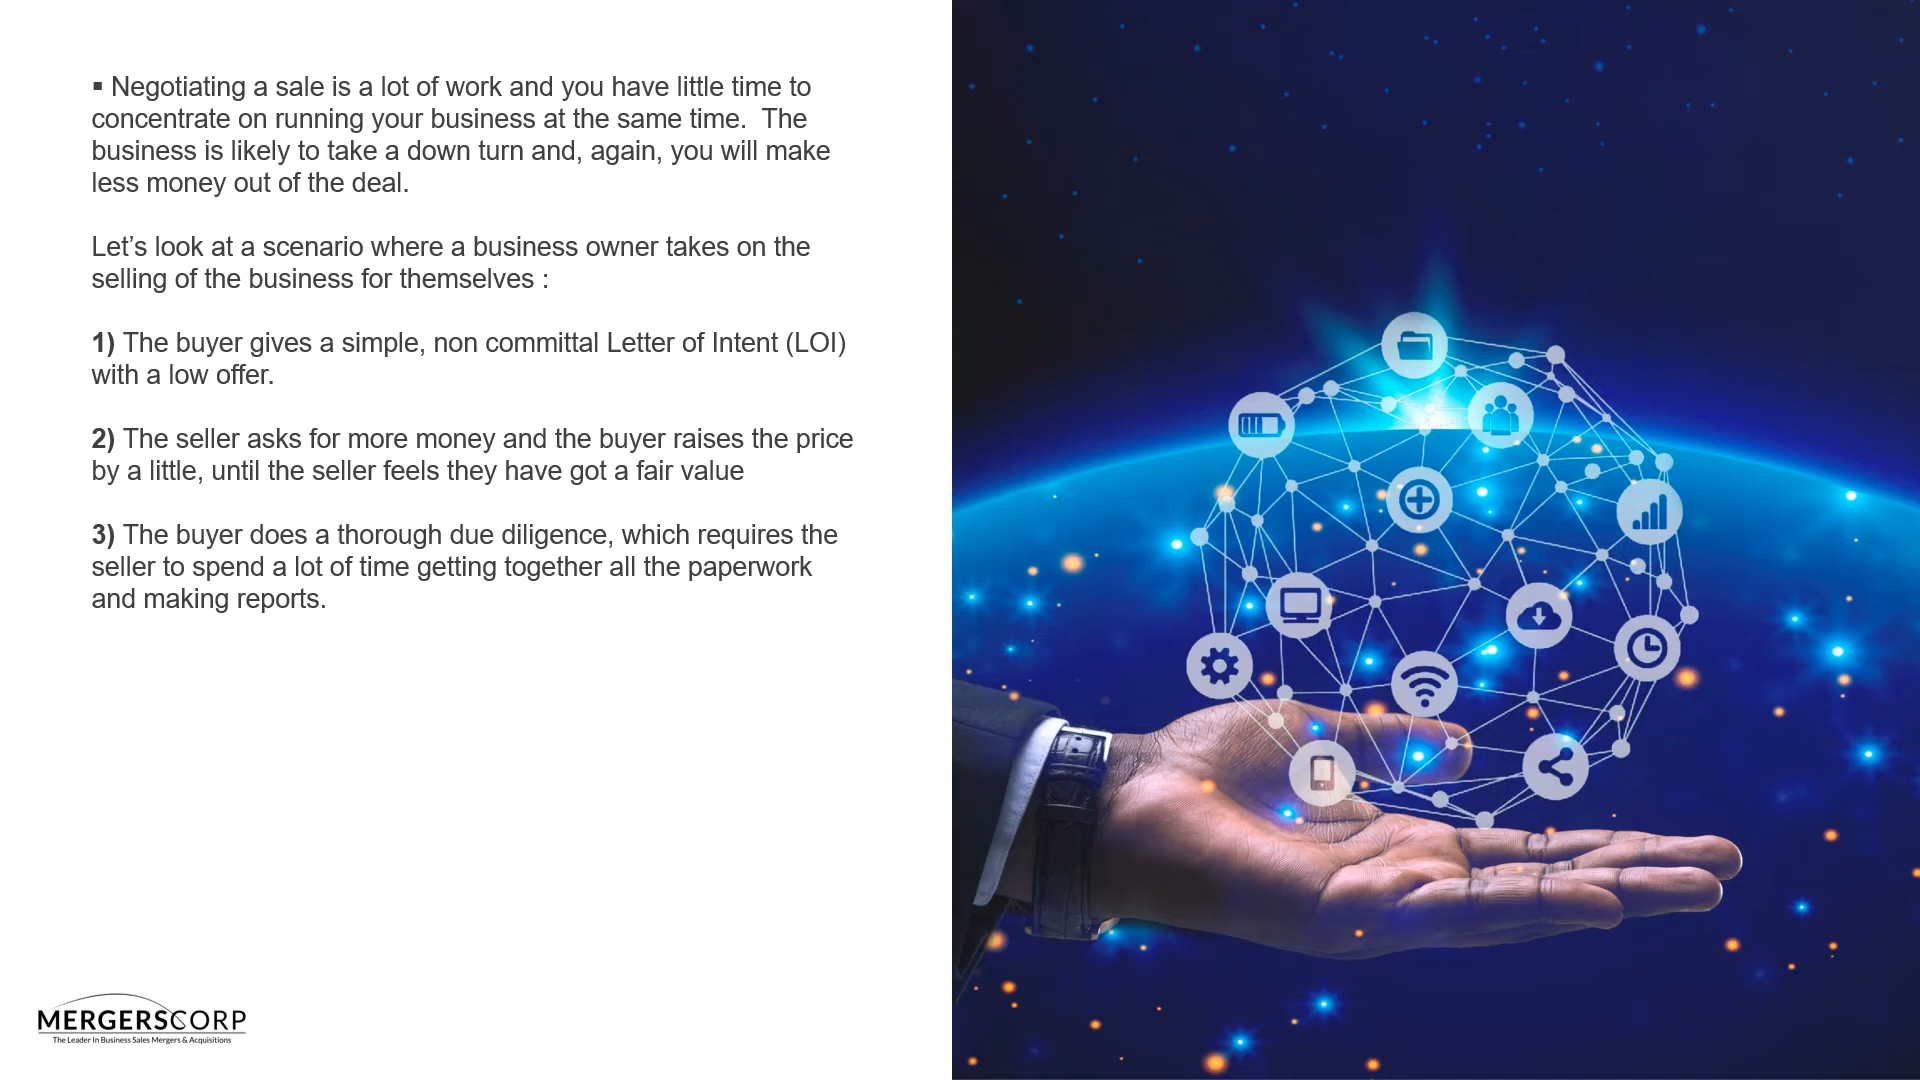 ▪ Negotiating a sale is a lot of work and you have little time to
concentrate on running your business at the same time.  The
business is likely to take a down turn and, again, you will make
less money out of the deal.
Let’s look at a scenario where a business owner takes on the
selling of the business for themselves :
1) The buyer gives a simple, non committal Letter of Intent (LOI)
with a low offer.
2) The seller asks for more money and the buyer raises the price
by a little, until the seller feels they have got a fair value
3) The buyer does a thorough due diligence, which requires the
seller to spend a lot of time getting together all the paperwork
and making reports.
MERGERSCORP
The Leader In Business Sales Mergers & Acquisitions